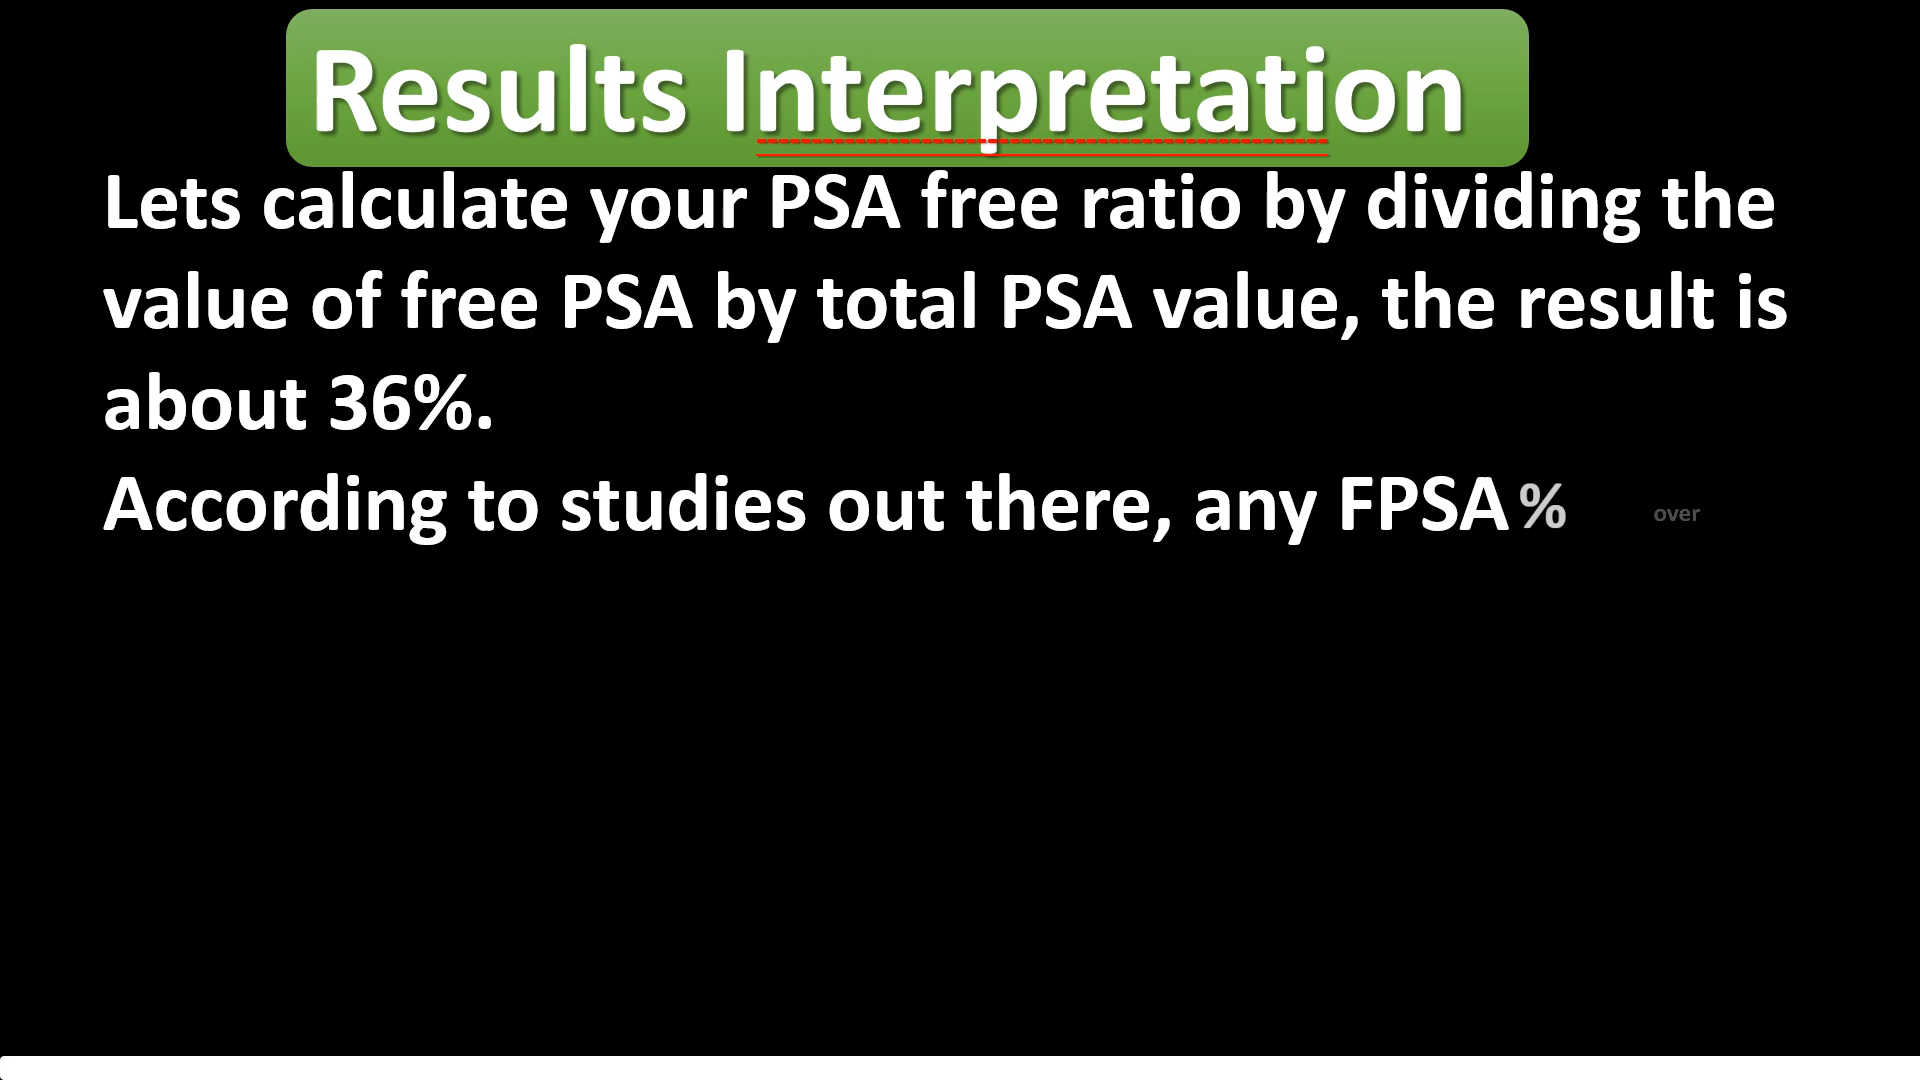 Results Interpretation
Lets calculate your PSA free ratio by dividing the
value of free PSA by total PSA value, the result is
about 36%.
According to studies out there, any FPSA% over